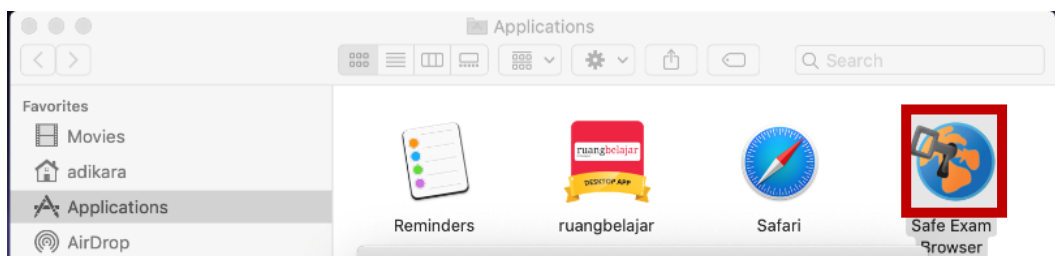 Applications
Search
Favorites
Movies
adikara
Applications
AirDrop
ruangbelajar
DESKTOP APP
Reminders
ruangbelajar
Safari
Safe Exam
Browser